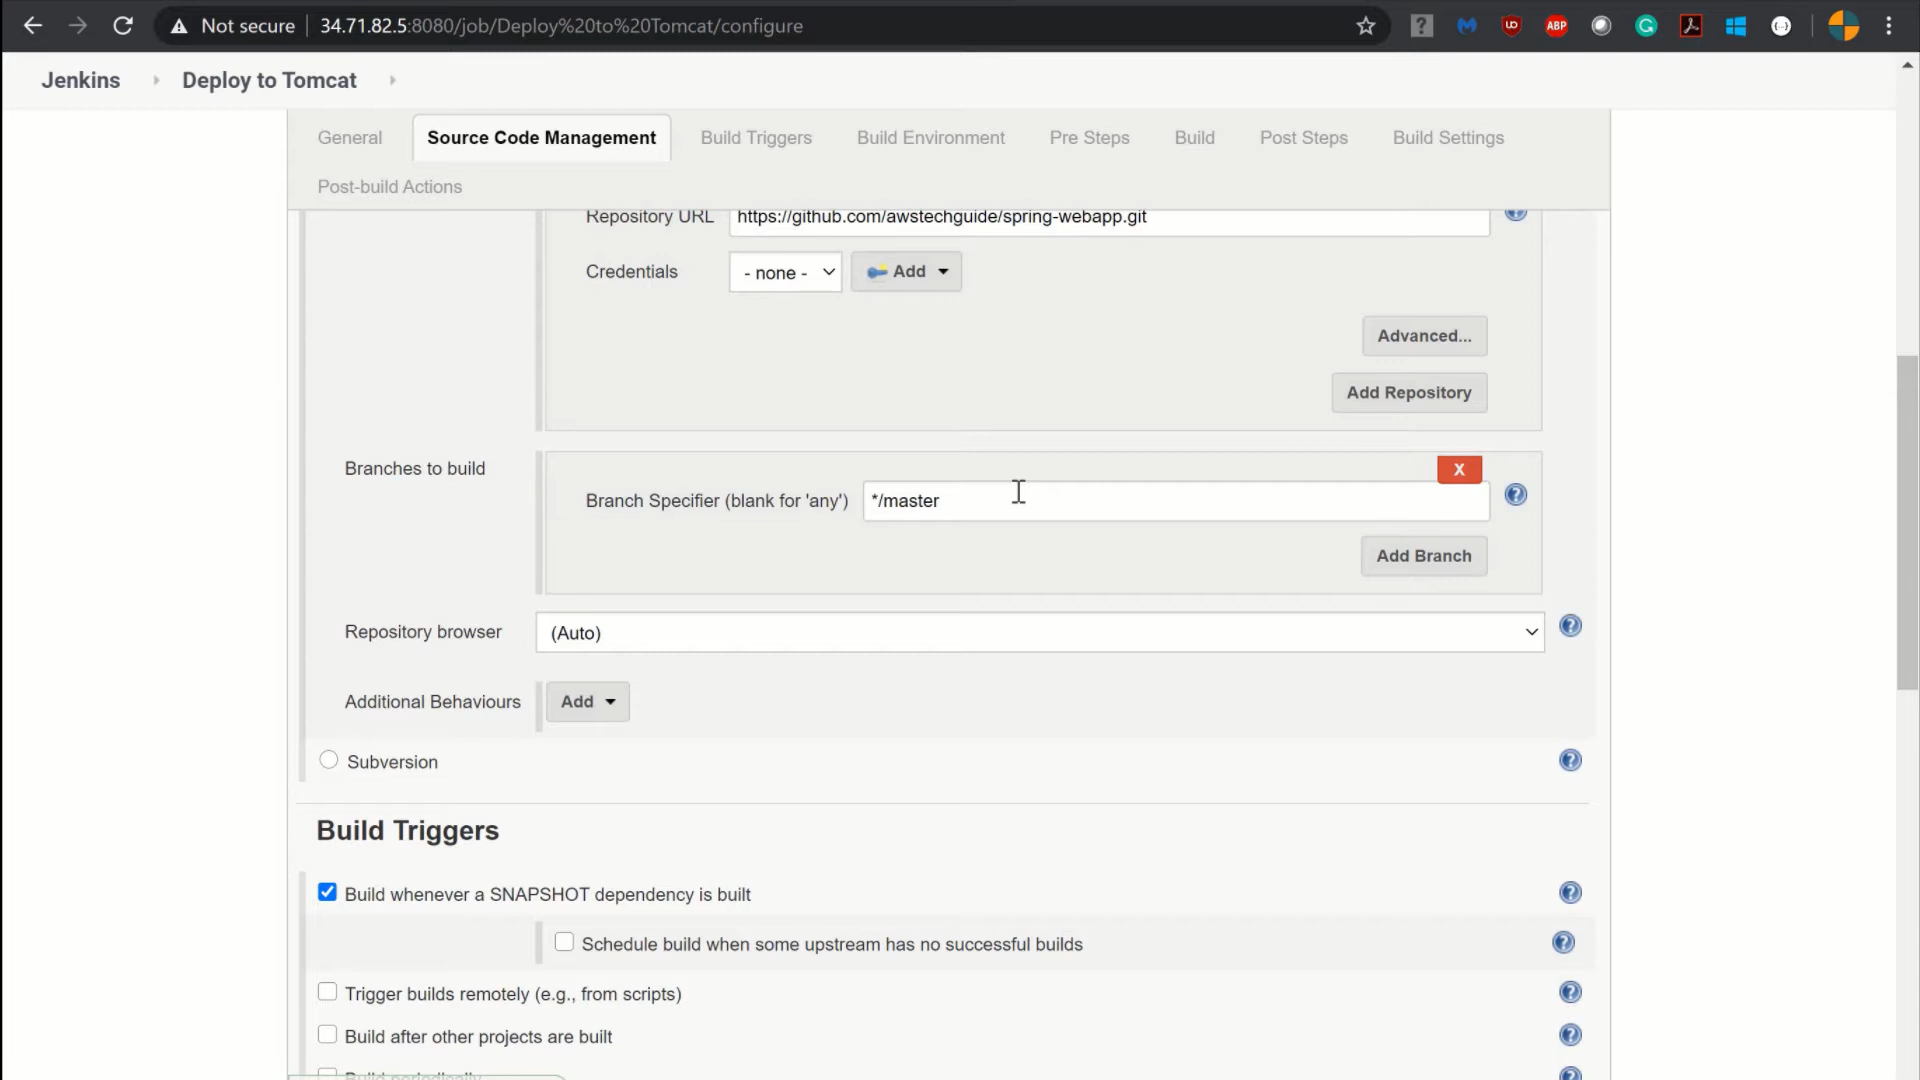 Not secure 34.71.82.5:8080/job/Deploy%20to%20Tomcat/configure
Jenkins Deploy to Tomcat
General Source Code Management Build Triggers Build Environment Pre Steps Build Post Steps Build Settings
Post-build Actions
Repository URL https://github.com/awstechguide/spring-webapp.git
Credentials - none - Add
Advanced...
Add Repository
Branches to build
X
Branch Specifier (blank for 'any') */master
Add Branch
Repository browser (Auto)
Additional Behaviours Add
Subversion
Build Triggers
Build whenever a SNAPSHOT dependency is built
Schedule build when some upstream has no successful builds
Trigger builds remotely (e.g., from scripts)
Build after other projects are built
Build periodically